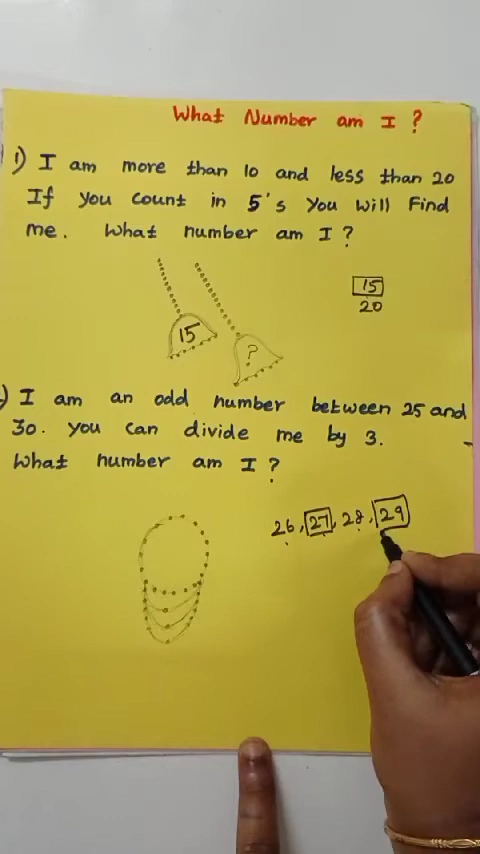 What Number am I ?
1) I am more than 10 and less than 20
If you count in 5's you will Find
me. What number am I ?
15
20
15
?
) I am an odd number between 25 and
30. you can divide me by 3.
What number am I ?
26, 27, 28, 29